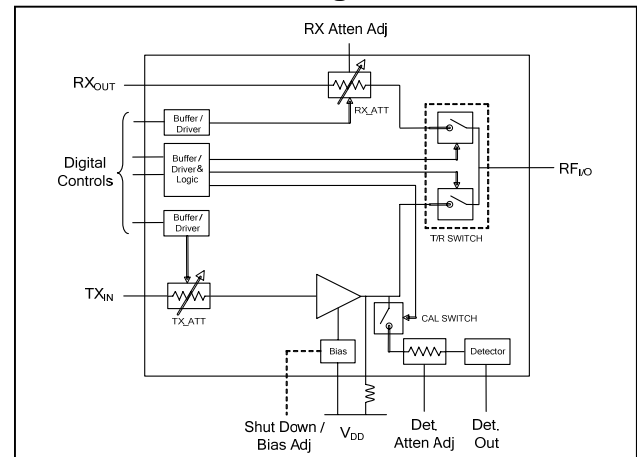 RX Atten Adj
RXOUT
RX_ATT
Buffer/
Driver
Digital
Controls
Buffer/
Driver&
Logic
RFI/O
T/R SWITCH
Buffer/
Driver
TXIN
TX_ATT
CAL SWITCH
Bias
Detector
Shut Down /
Bias Adj
VDD
Det.
Atten Adj
Det.
Out